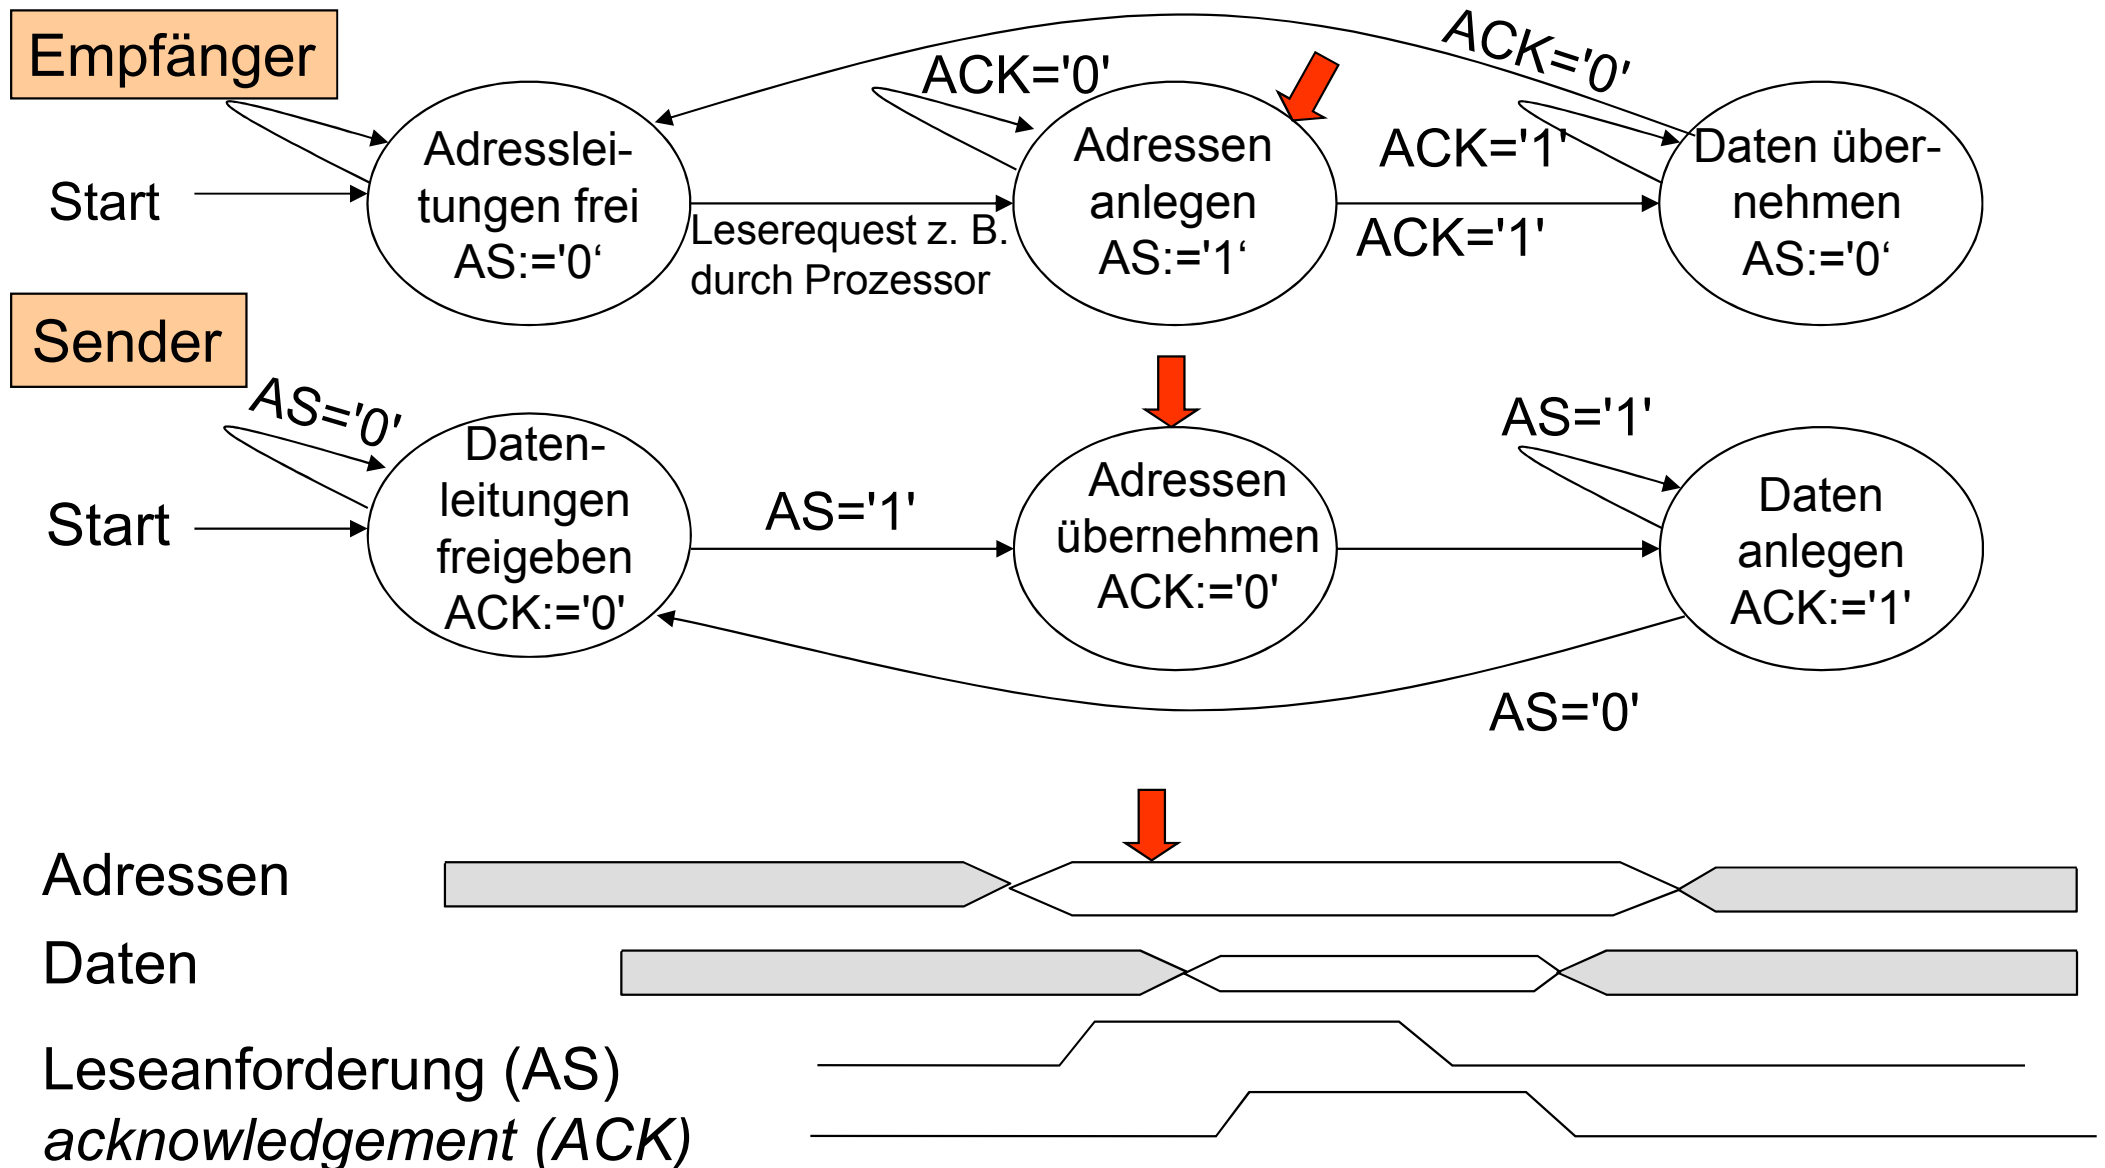 Empfänger
ACK='0'
ACK='0'
Start
Adresslei-
tungen frei
AS:='0‘
Leserequest z. B.
durch Prozessor
Adressen
anlegen
AS:='1‘
ACK='1'
ACK='1'
Daten über-
nehmen
AS:='0‘
Sender
AS='0'
Start
Daten-
leitungen
freigeben
ACK:='0'
AS='1'
Adressen
übernehmen
ACK:='0'
AS='1'
Daten
anlegen
ACK:='1'
AS='0'
Adressen
Daten
Leseanforderung (AS)
acknowledgement (ACK)